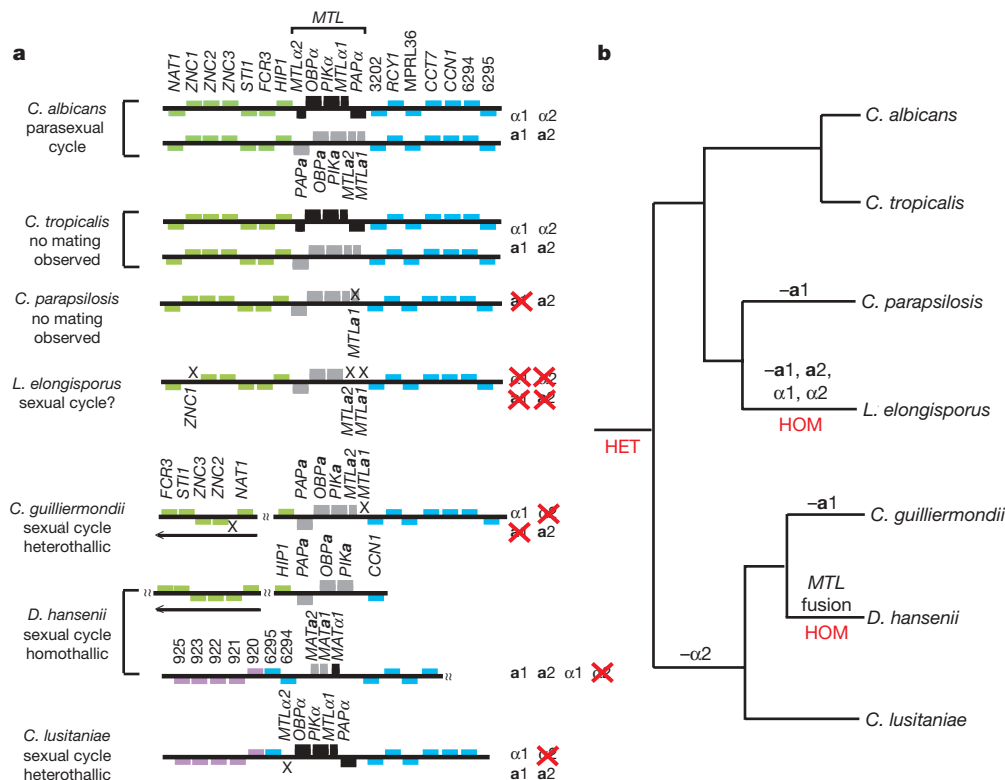 a
MTL
NAT1
ZNC1
ZNC2
ZNC3
STI1
FCR3
HIP1
MTLα2
OBPα
PIKα
MTLα1
PAPα
3202
RCY1
MPRL36
CCT7
CCN1
6294
6295
C. albicans
parasexual
cycle
α1 α2
a1 a2
PAPa
OBPa
PIKa
MTLa2
MTLa1
C. tropicalis
no mating
observed
α1 α2
a1 a2
C. parapsilosis
no mating
observed
X
MTLa1
a1 a2
L. elongisporus
sexual cycle?
X
ZNC1
X X
MTLa2
MTLa1
α1 α2
a1 a2
FCR3
STI1
ZNC3
ZNC2
NAT1
PAPa
OBPa
PIKa
MTLa2
MTLa1
C. guilliermondii
sexual cycle
heterothallic
X
X
α1 α2
a1 a2
HIP1
PAPa
OBPa
PIKa
CCN1
D. hansenii
sexual cycle
homothallic
925
923
922
921
920
6295
6294
MATa2
MATa1
MATα1
a1 a2 α1 α2
MTLα2
OBPα
PIKα
MTLα1
PAPα
C. lusitaniae
sexual cycle
heterothallic
X
α1 α2
a1 a2
b
C. albicans
C. tropicalis
–a1
C. parapsilosis
–a1, a2,
α1, α2
L. elongisporus
HOM
HET
–a1
C. guilliermondii
MTL
fusion
D. hansenii
HOM
–α2
C. lusitaniae